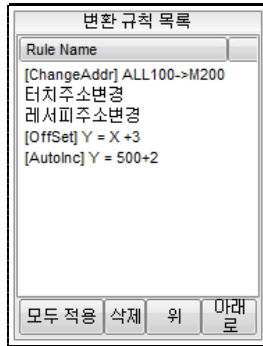 변환 규칙 목록
Rule Name
[ChangeAddr] ALL100->M200
터치주소변경
레서피주소변경
[OffSet] Y = X +3
[AutoInc] Y = 500+2
모두 적용 삭제 위 아래로